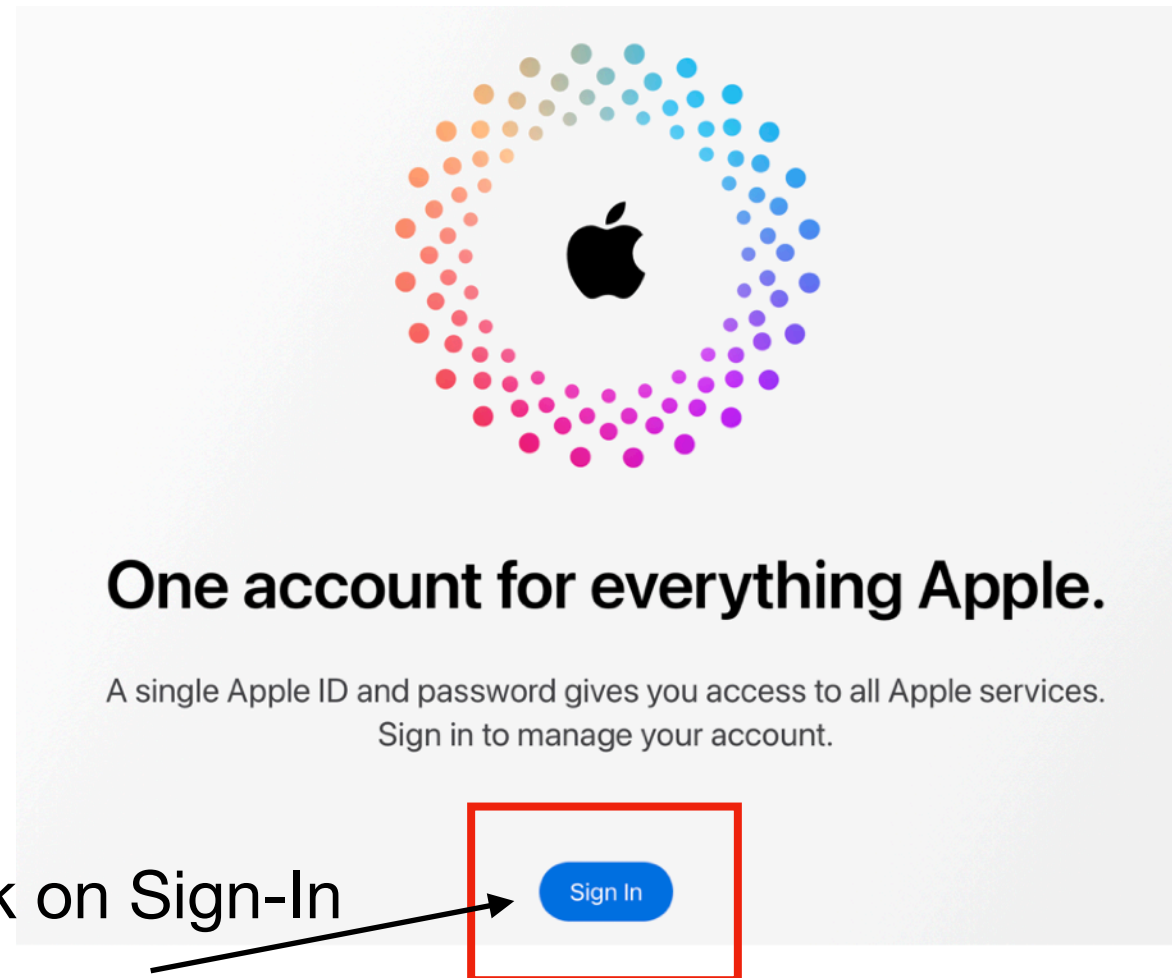 One account for everything Apple.
A single Apple ID and password gives you access to all Apple services.
Sign in to manage your account.
Sign In
on Sign-In